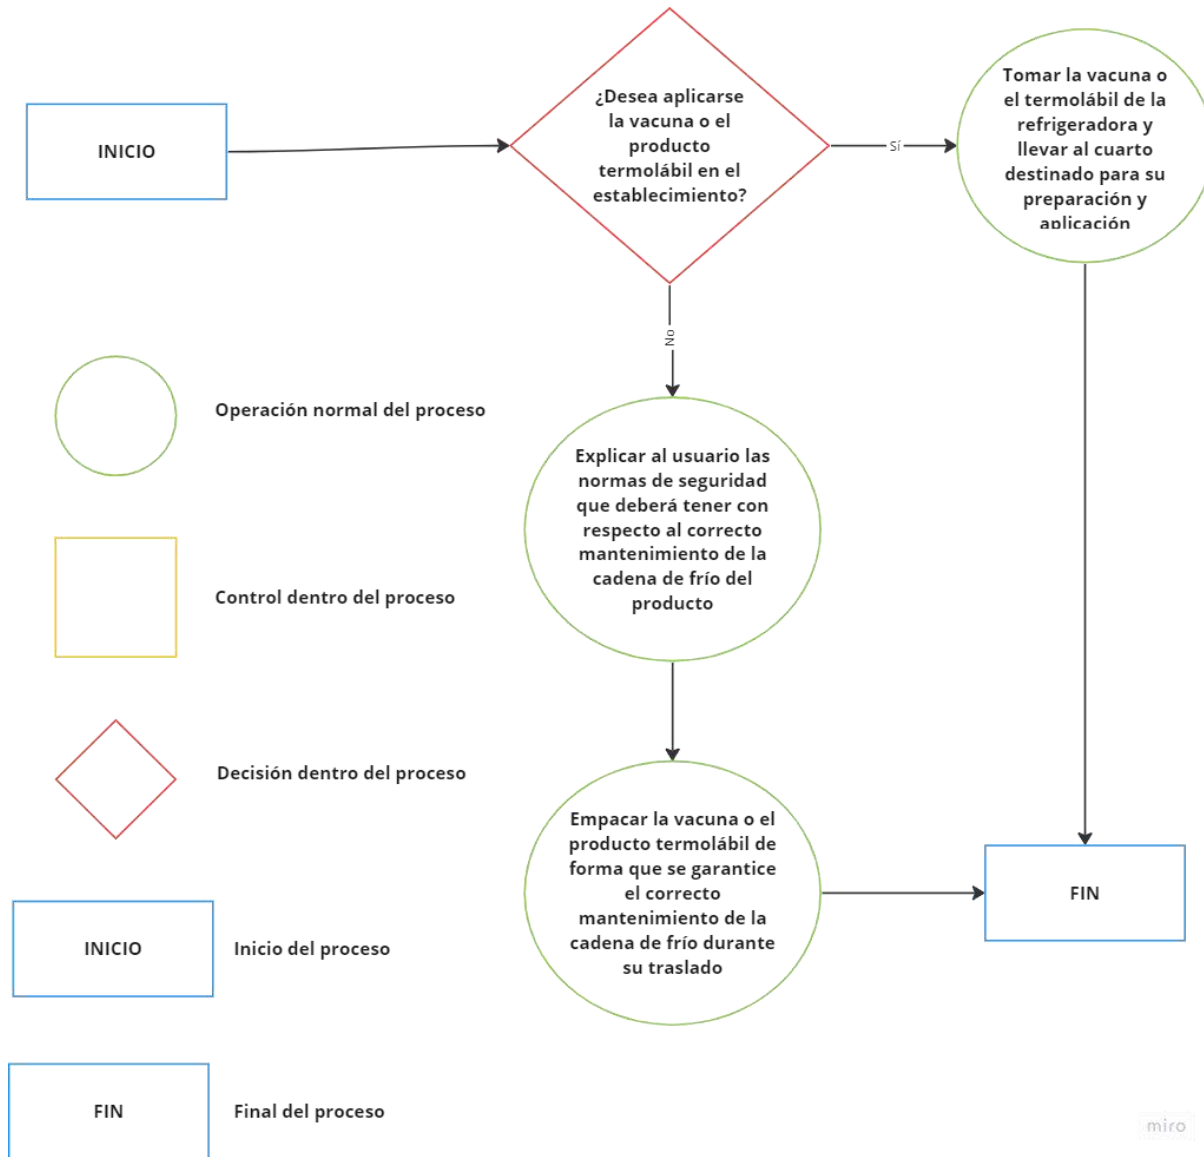 INICIO
¿Desea aplicarse
la vacuna o el
producto
termolábil en el
establecimiento?
Sí
Tomar la vacuna o
el termolábil de la
refrigeradora y
llevar al cuarto
destinado para su
preparación y
aplicación
No
Operación normal del proceso
Explicar al usuario las
normas de seguridad
que deberá tener con
respecto al correcto
mantenimiento de la
cadena de frío del
producto
Control dentro del proceso
Decisión dentro del proceso
Empacar la vacuna o el
producto termolábil de
forma que se garantice
el correcto
mantenimiento de la
cadena de frío durante
su traslado
FIN
INICIO
Inicio del proceso
FIN
Final del proceso
miro